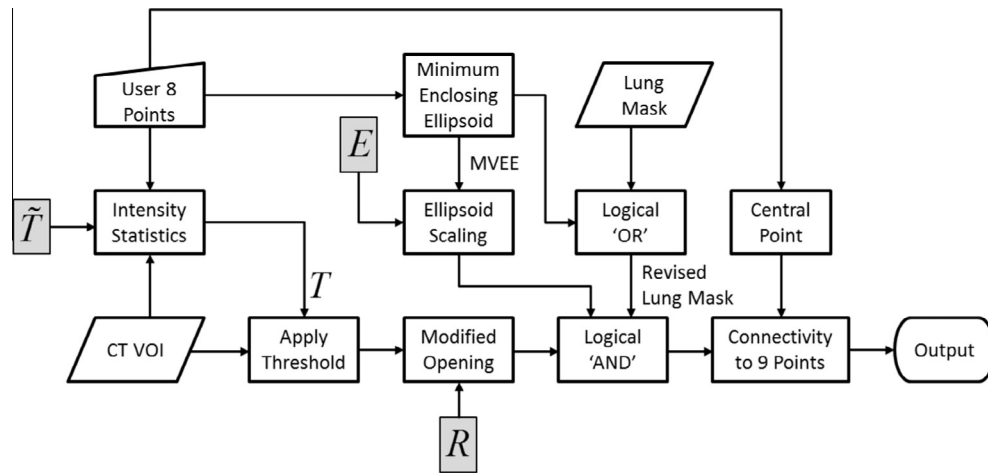 User 8
Points
Minimum
Enclosing
Ellipsoid
Lung
Mask
E
MVEE
T̃
Intensity
Statistics
Ellipsoid
Scaling
Logical
‘OR’
Central
Point
T
Revised
Lung Mask
CT VOI
Apply
Threshold
Modified
Opening
Logical
‘AND’
Connectivity
to 9 Points
Output
R